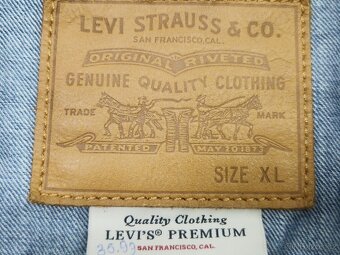 LEVI STRAUSS & CO.
SAN FRANCISCO, CAL.
ORIGINAL RIVETED
GENUINE QUALITY CLOTHING
TRADE MARK
PATENTED MAY 20 1873
SIZE XL
Quality Clothing
LEVI'S® PREMIUM
SAN FRANCISCO, CAL.